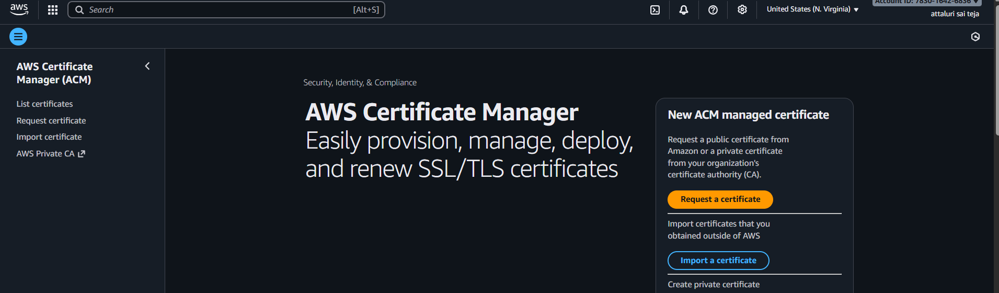 aws
Search
[Alt+S]
United States (N. Virginia)
Account ID: 7830-1642-6836
attaluri sai teja
AWS Certificate
Manager (ACM)
List certificates
Request certificate
Import certificate
AWS Private CA
Security, Identity, & Compliance
AWS Certificate Manager
Easily provision, manage, deploy,
and renew SSL/TLS certificates
New ACM managed certificate
Request a public certificate from
Amazon or a private certificate
from your organization's
certificate authority (CA).
Request a certificate
Import certificates that you
obtained outside of AWS
Import a certificate
Create private certificate